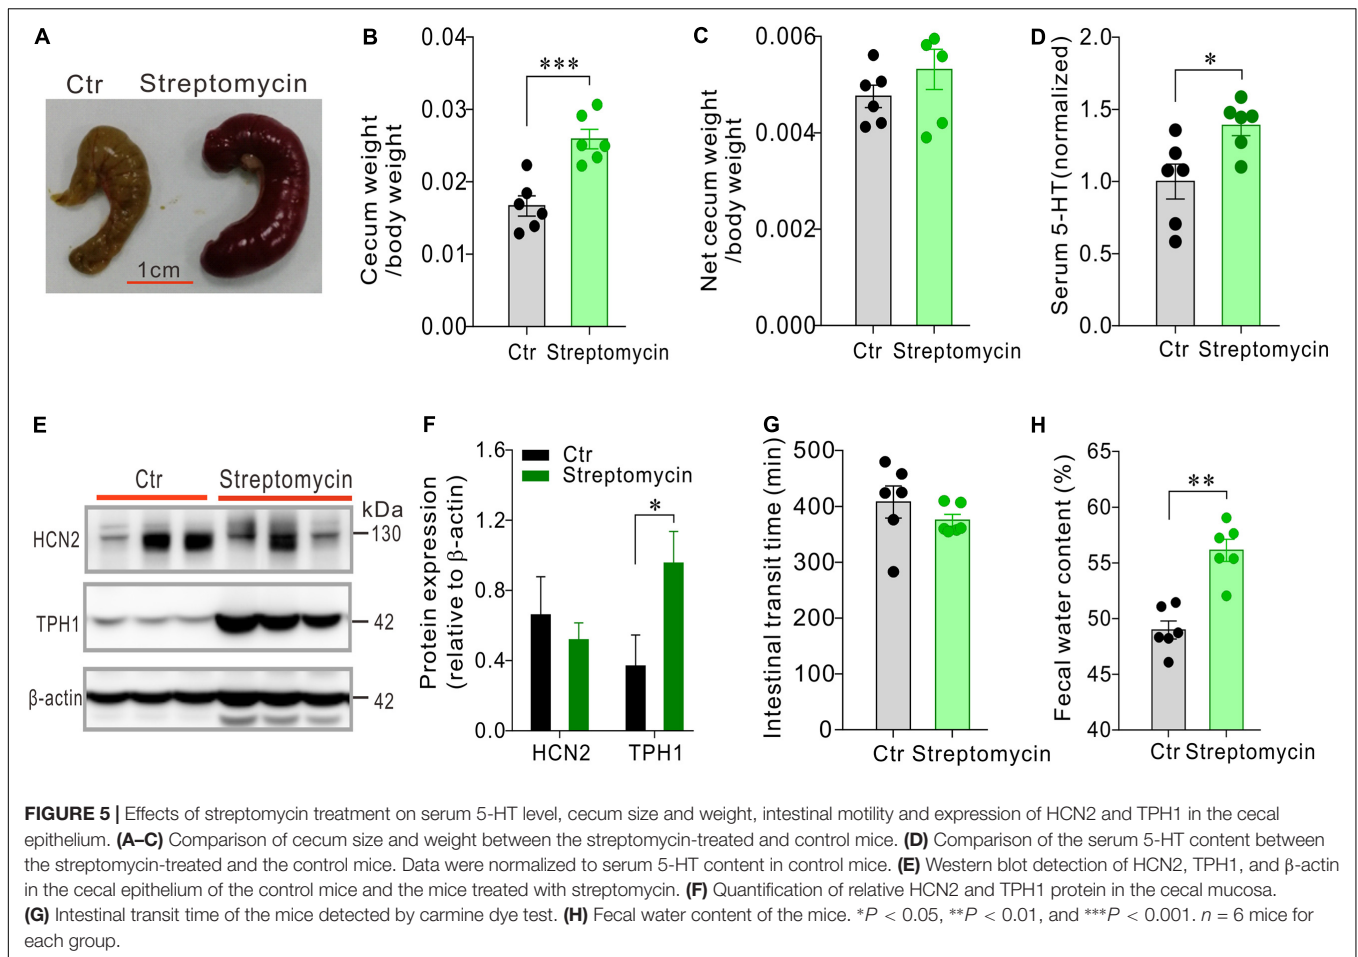 A
Ctr Streptomycin
1cm
B
Cecum weight
/body weight
0.04
0.03
0.02
0.01
0.00
***
Ctr Streptomycin
C
Net cecum weight
/body weight
0.006
0.004
0.002
0.000
Ctr Streptomycin
D
Serum 5-HT(normalized)
2.0
1.5
1.0
0.5
0.0
*
Ctr Streptomycin
E
Ctr Streptomycin
kDa
HCN2 130
TPH1 42
β-actin 42
F
Protein expression
(relative to β-actin)
1.6
1.2
0.8
0.4
0.0
Ctr
Streptomycin
*
HCN2 TPH1
G
Intestinal transit time (min)
500
400
300
200
100
0
Ctr Streptomycin
H
Fecal water content (%)
65
60
55
50
45
40
**
Ctr Streptomycin
FIGURE 5 | Effects of streptomycin treatment on serum 5-HT level, cecum size and weight, intestinal motility and expression of HCN2 and TPH1 in the cecal
epithelium. (A–C) Comparison of cecum size and weight between the streptomycin-treated and control mice. (D) Comparison of the serum 5-HT content between
the streptomycin-treated and the control mice. Data were normalized to serum 5-HT content in control mice. (E) Western blot detection of HCN2, TPH1, and β-actin
in the cecal epithelium of the control mice and the mice treated with streptomycin. (F) Quantification of relative HCN2 and TPH1 protein in the cecal mucosa.
(G) Intestinal transit time of the mice detected by carmine dye test. (H) Fecal water content of the mice. *P < 0.05, **P < 0.01, and ***P < 0.001. n = 6 mice for
each group.